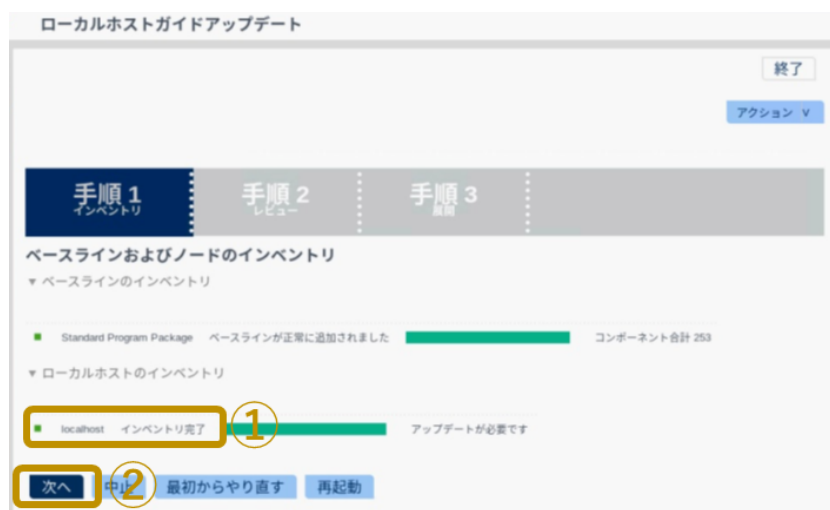 ローカルホストガイドアップデート
終了
アクション ∨
手順 1 手順 2 手順 3
インベントリ レビュー 展開
ベースラインおよびノードのインベントリ
▼ ベースラインのインベントリ
Standard Program Package ベースラインが正常に追加されました コンポーネント合計 253
▼ ローカルホストのインベントリ
localhost インベントリ完了 ① アップデートが必要です
次へ ② 中止 最初からやり直す 再起動